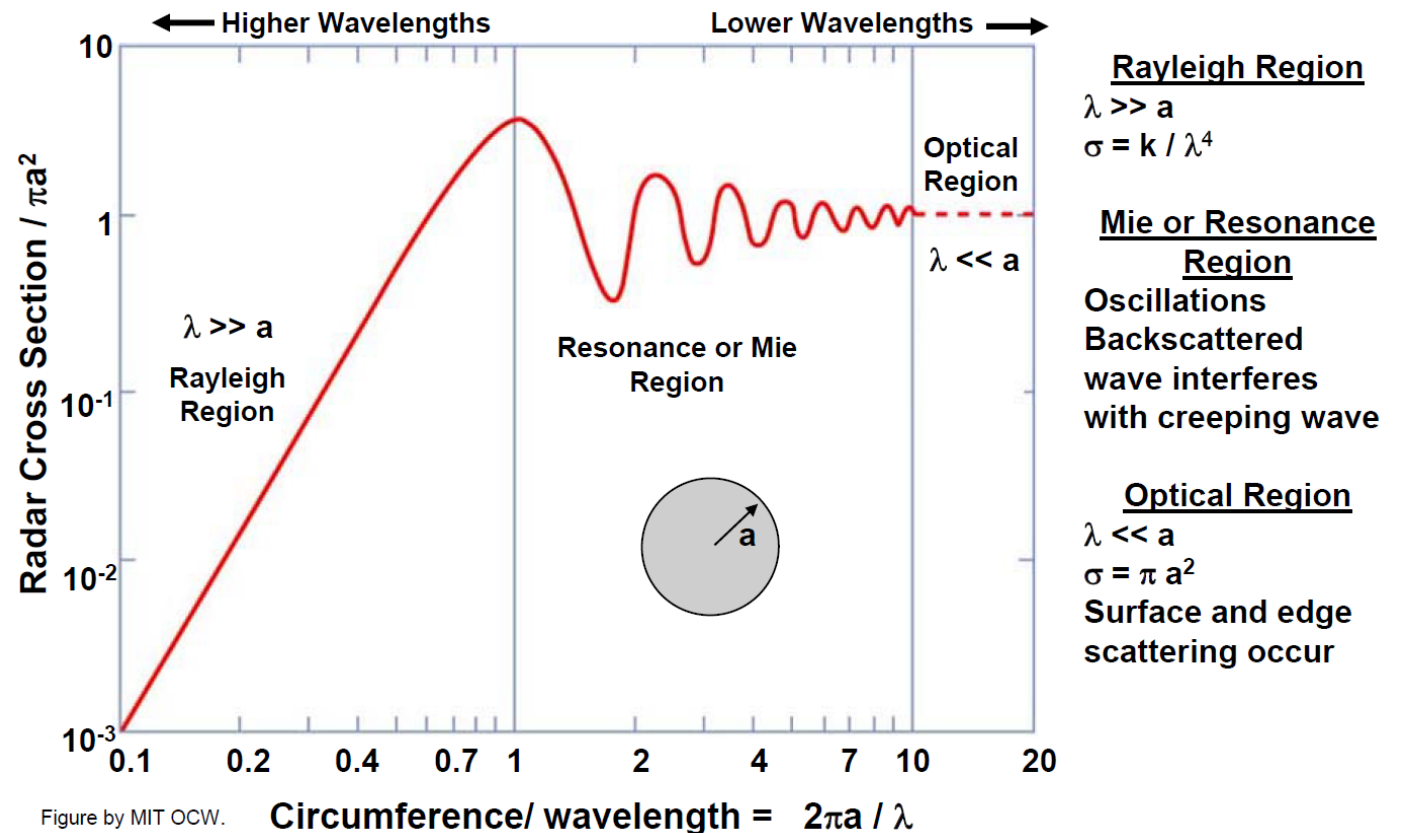 Higher Wavelengths
Lower Wavelengths
10
1
10-1
10-2
10-3
Radar Cross Section / πa²
λ >> a
Rayleigh
Region
Resonance or Mie
Region
Optical
Region
λ << a
a
0.1 0.2 0.4 0.7 1 2 4 7 10 20
Circumference/ wavelength = 2πa / λ
Figure by MIT OCW.
Rayleigh Region
λ >> a
σ = k / λ⁴
Mie or Resonance
Region
Oscillations
Backscattered
wave interferes
with creeping wave
Optical Region
λ << a
σ = π a²
Surface and edge
scattering occur